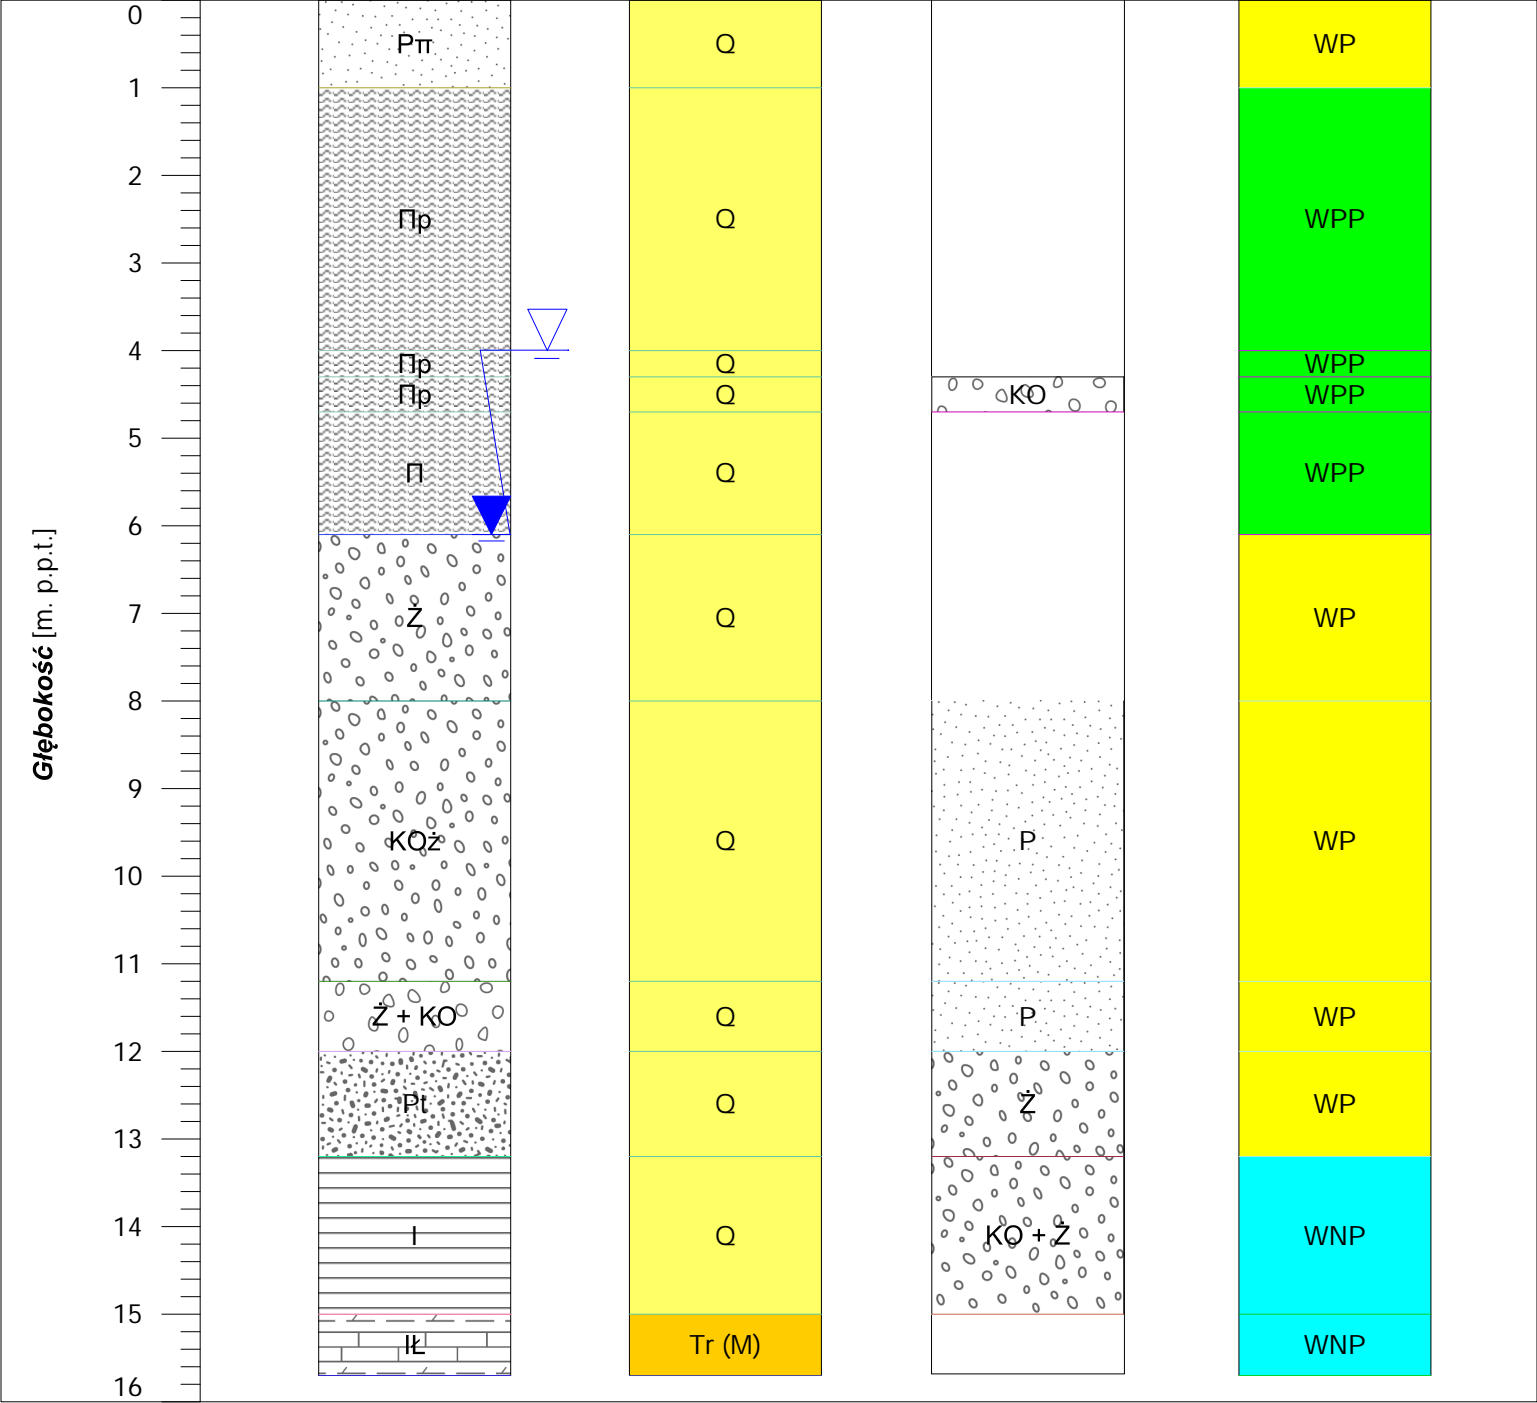 0
Pπ Q WP
1
2
Πp Q WPP
3
4
Πp Q WPP
Πp Q KO WPP
5
Π Q WPP
6
7
Ż Q WP
8
Głębokość [m. p.p.t.]
9
KOż Q P WP
10
11
Ż + KO Q P WP
12
Pt Q Ż WP
13
14
I Q KO + Ż WNP
15
IŁ Tr (M) WNP
16